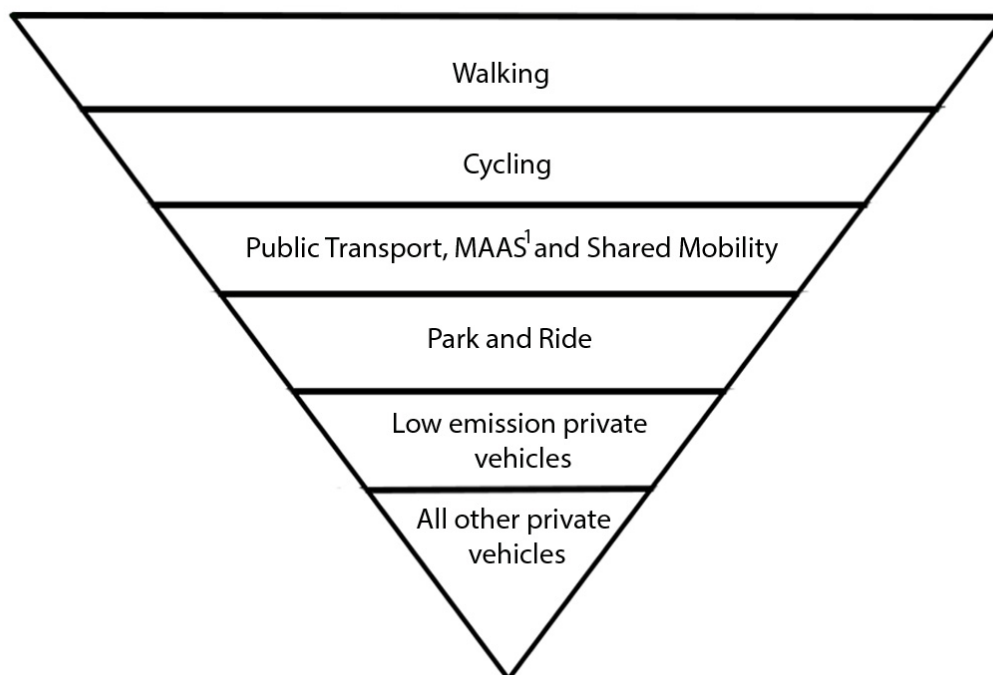 Walking
Cycling
Public Transport, MAAS¹ and Shared Mobility
Park and Ride
Low emission private
vehicles
All other private
vehicles